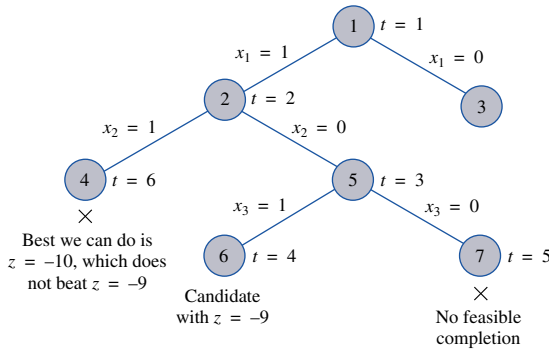 1 t = 1
x₁ = 1 x₁ = 0
2 t = 2 3
x₂ = 1 x₂ = 0
4 t = 6 5 t = 3
x₃ = 1 x₃ = 0
Best we can do is
z = –10, which does
not beat z = –9
6 t = 4 7 t = 5
Candidate
with z = –9
No feasible
completion